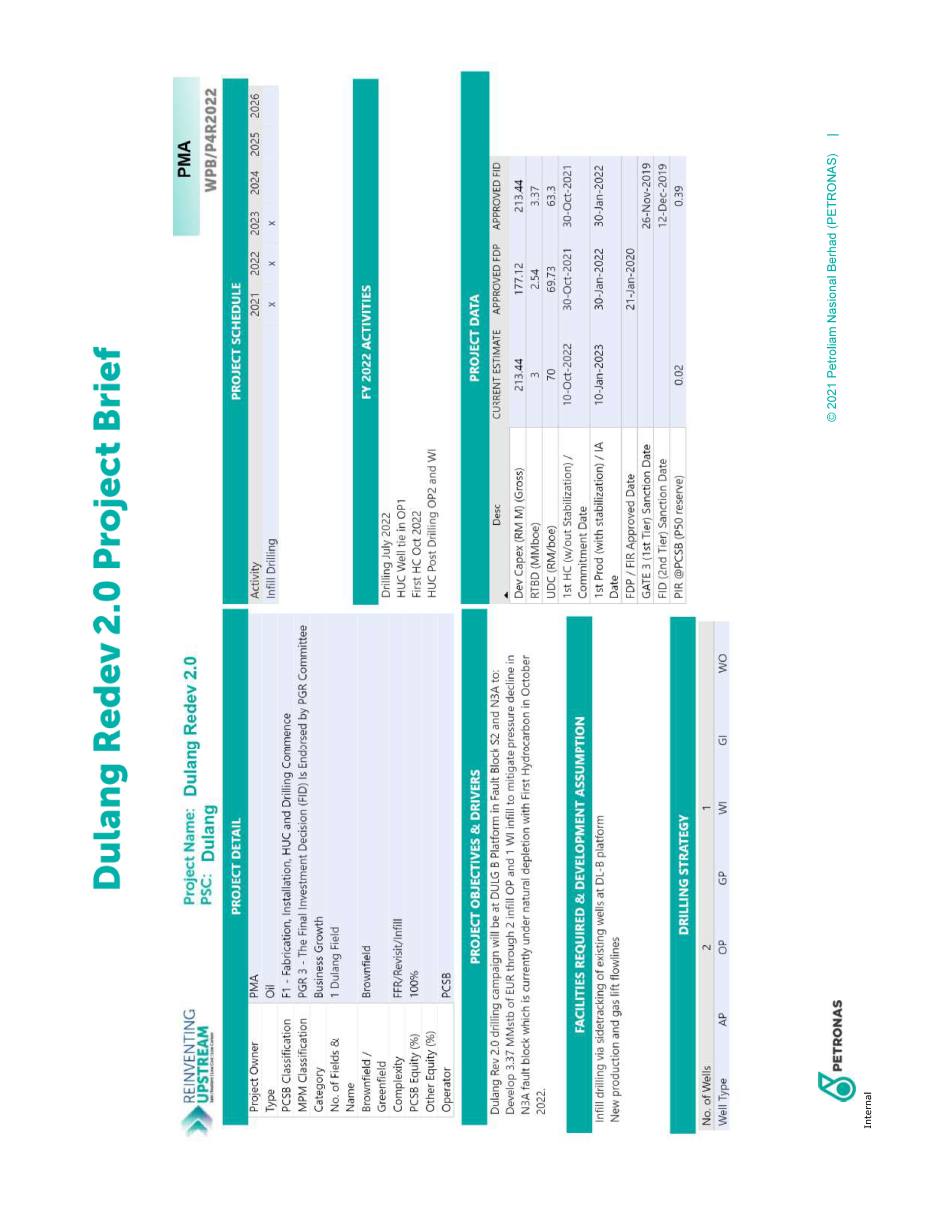 Dulang Redev 2.0 Project Brief
REINVENTING
UPSTREAM
Project Name: Dulang Redev 2.0
PSC: Dulang
PMA
WPB/P4R2022
PROJECT DETAIL
Project Owner PMA
Type Oil
PCSB Classification F1 - Fabrication, Installation, HUC and Drilling Commence
MPM Classification PGR 3 - The Final Investment Decision (FID) Is Endorsed by PGR Committee
Category Business Growth
No. of Fields & 1 Dulang Field
Name
Brownfield / Brownfield
Greenfield
Complexity FFR/Revisit/Infill
PCSB Equity (%) 100%
Other Equity (%)
Operator PCSB
PROJECT OBJECTIVES & DRIVERS
Dulang Rev 2.0 drilling campaign will be at DULG B Platform in Fault Block S2 and N3A to:
Develop 3.37 MMstb of EUR through 2 infill OP and 1 WI infill to mitigate pressure decline in
N3A fault block which is currently under natural depletion with First Hydrocarbon in October
2022.
FACILITIES REQUIRED & DEVELOPMENT ASSUMPTION
Infill drilling via sidetracking of existing wells at DL-B platform
New production and gas lift flowlines
DRILLING STRATEGY
No. of Wells 2 1
Well Type AP OP GP WI GI WO
PROJECT SCHEDULE
Activity 2021 2022 2023 2024 2025 2026
Infill Drilling x x x
FY 2022 ACTIVITIES
Drilling July 2022
HUC Well tie in OP1
First HC Oct 2022
HUC Post Drilling OP2 and WI
PROJECT DATA
Desc CURRENT ESTIMATE APPROVED FDP APPROVED FID
Dev Capex (RM M) (Gross) 213.44 177.12 213.44
RTBD (MMboe) 3 2.54 3.37
UDC (RM/boe) 70 69.73 63.3
1st HC (w/out Stabilization) / 10-Oct-2022 30-Oct-2021 30-Oct-2021
Commitment Date
1st Prod (with stabilization) / IA 10-Jan-2023 30-Jan-2022 30-Jan-2022
Date
FDP / FIR Approved Date 21-Jan-2020
GATE 3 (1st Tier) Sanction Date 26-Nov-2019
FID (2nd Tier) Sanction Date 12-Dec-2019
PIR @PCSB (P50 reserve) 0.02 0.39
PETRONAS
© 2021 Petroliam Nasional Berhad (PETRONAS) |
Internal